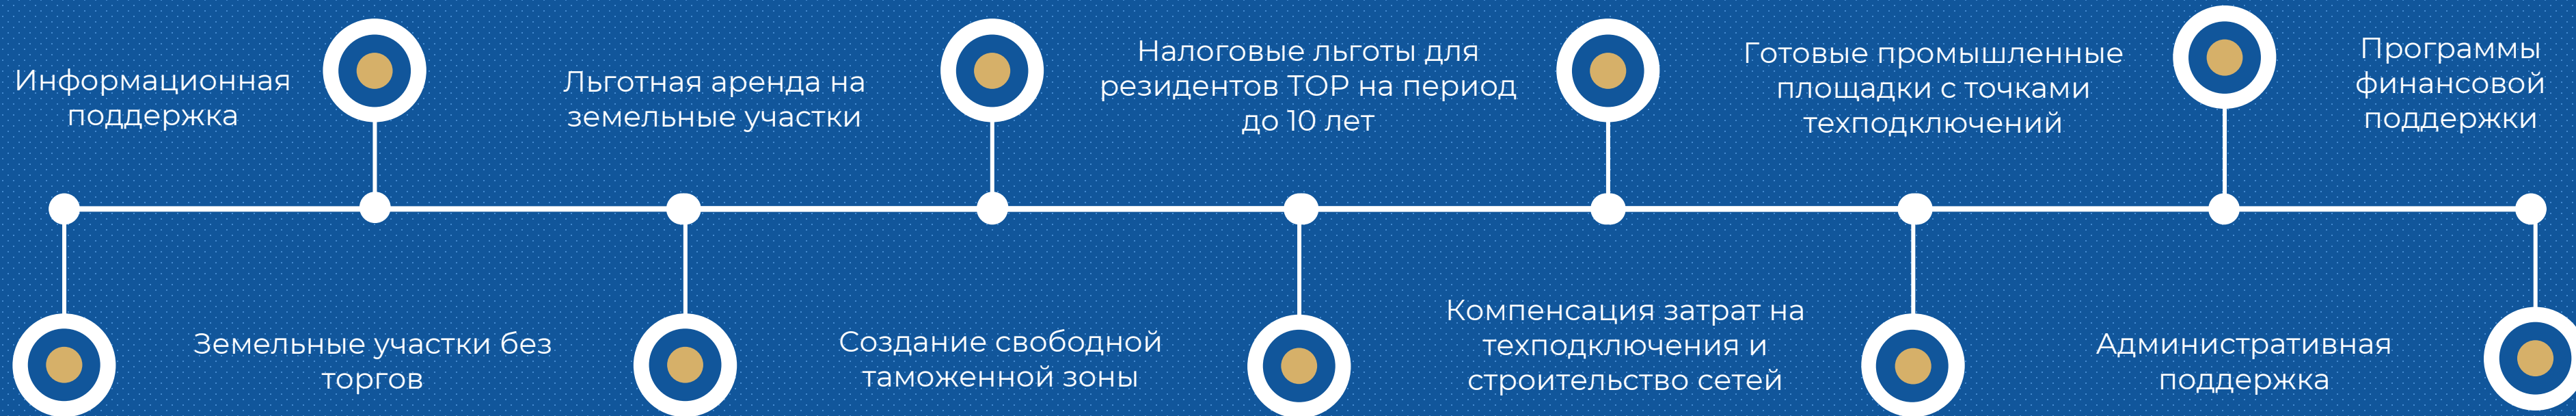 Информационная
поддержка
Земельные участки без
торгов
Льготная аренда на
земельные участки
Создание свободной
таможенной зоны
Налоговые льготы для
резидентов ТОР на период
до 10 лет
Компенсация затрат на
техподключения и
строительство сетей
Готовые промышленные
площадки с точками
техподключений
Административная
поддержка
Программы
финансовой
поддержки